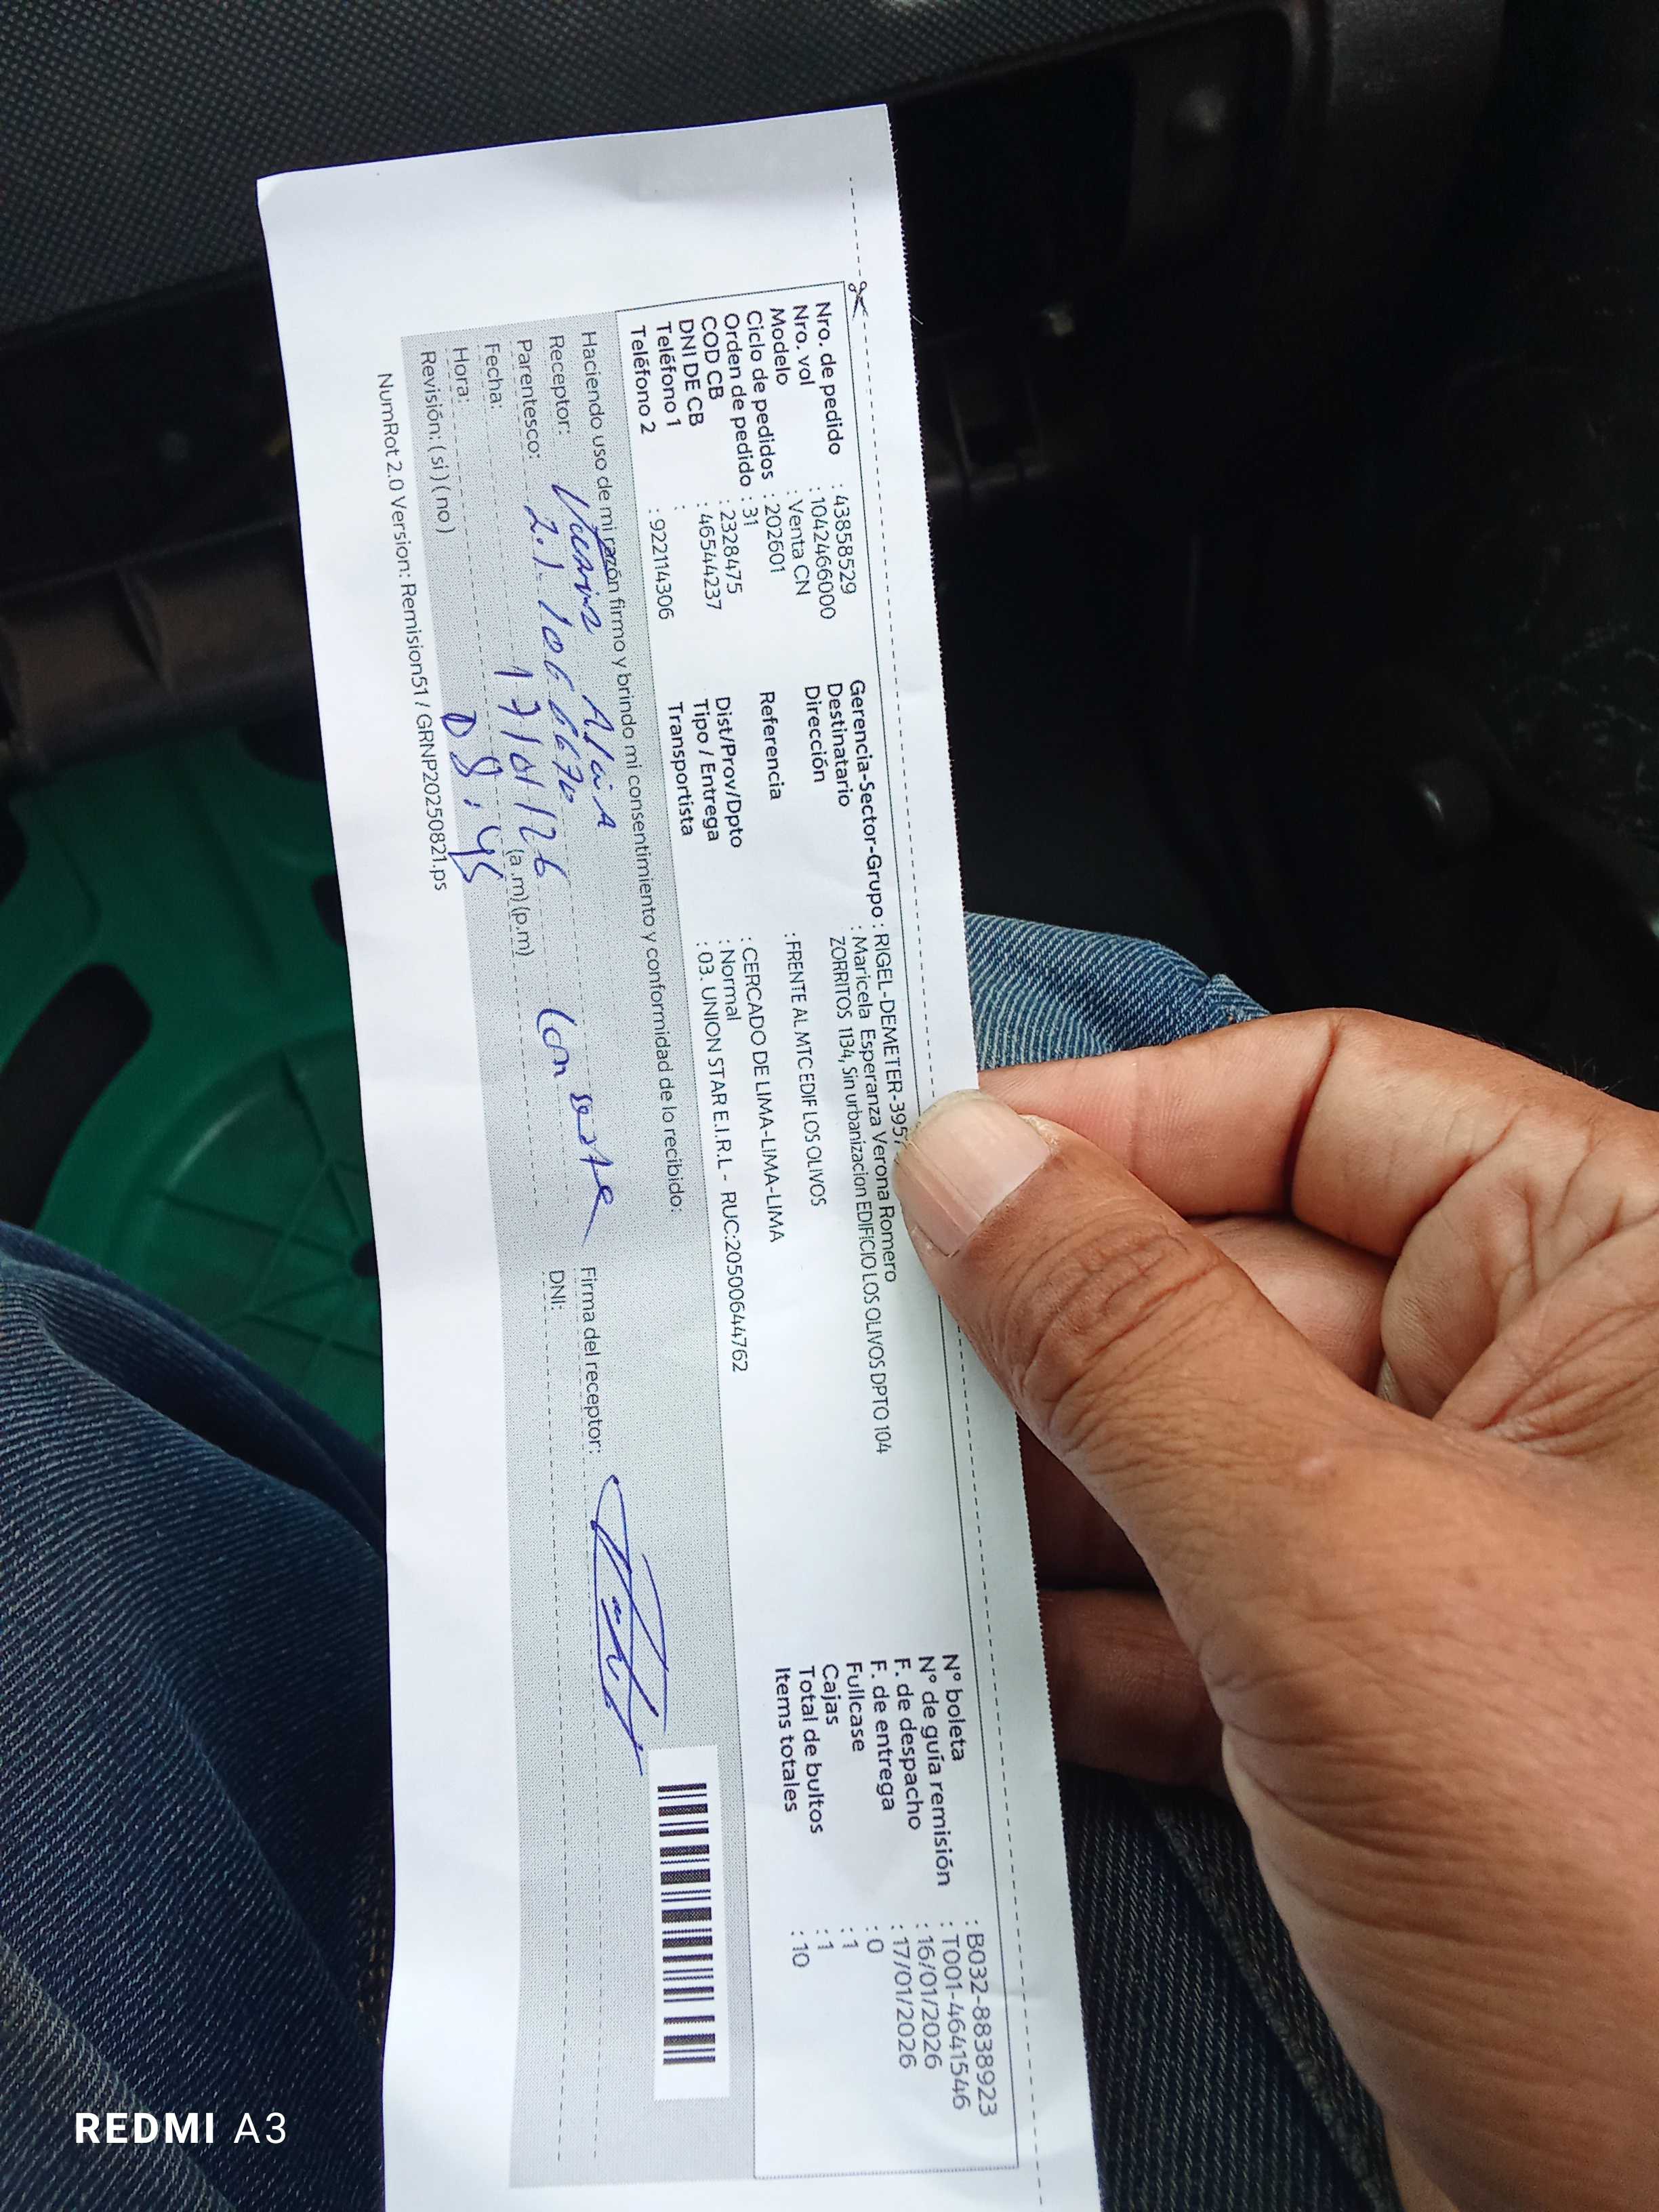 Nro. de pedido : 43858529
Nro. vol : 1042466000
Modelo : Venta CN
Ciclo de pedidos : 202601
Orden de pedido : 31
COD CB : 2328475
DNI DE CB : 46544237
Teléfono 1 :
Teléfono 2 : 922114306
Gerencia-Sector-Grupo : RIGEL-DEMETER-395
Destinatario : Maricela Esperanza Verona Romero
Dirección ZORRITOS 1134, Sin urbanizacion EDIFICIO LOS OLIVOS DPTO 104
Referencia : FRENTE AL MTC EDIF LOS OLIVOS
Dist/Prov/Dpto : CERCADO DE LIMA-LIMA-LIMA
Tipo / Entrega : Normal
Transportista : 03. UNION STAR E.I.R.L - RUC:20500644762
N° boleta : B032-8838923
N° de guía remisión : T001-4641546
F. de despacho : 16/01/2026
F. de entrega : 17/01/2026
Fullcase : 0
Cajas : 1
Total de bultos : 1
Items totales : 10
Haciendo uso de mi razón firmo y brindo mi consentimiento y conformidad de lo recibido:
Receptor:
Parentesco:
Fecha: 17/01/26
Hora: 08:45 (a.m) (p.m)
Revisión: ( si ) ( no )
Firma del receptor:
DNI:
NumRot 2.0 Version: Remision51 / GRNP20250821.ps
REDMI A3